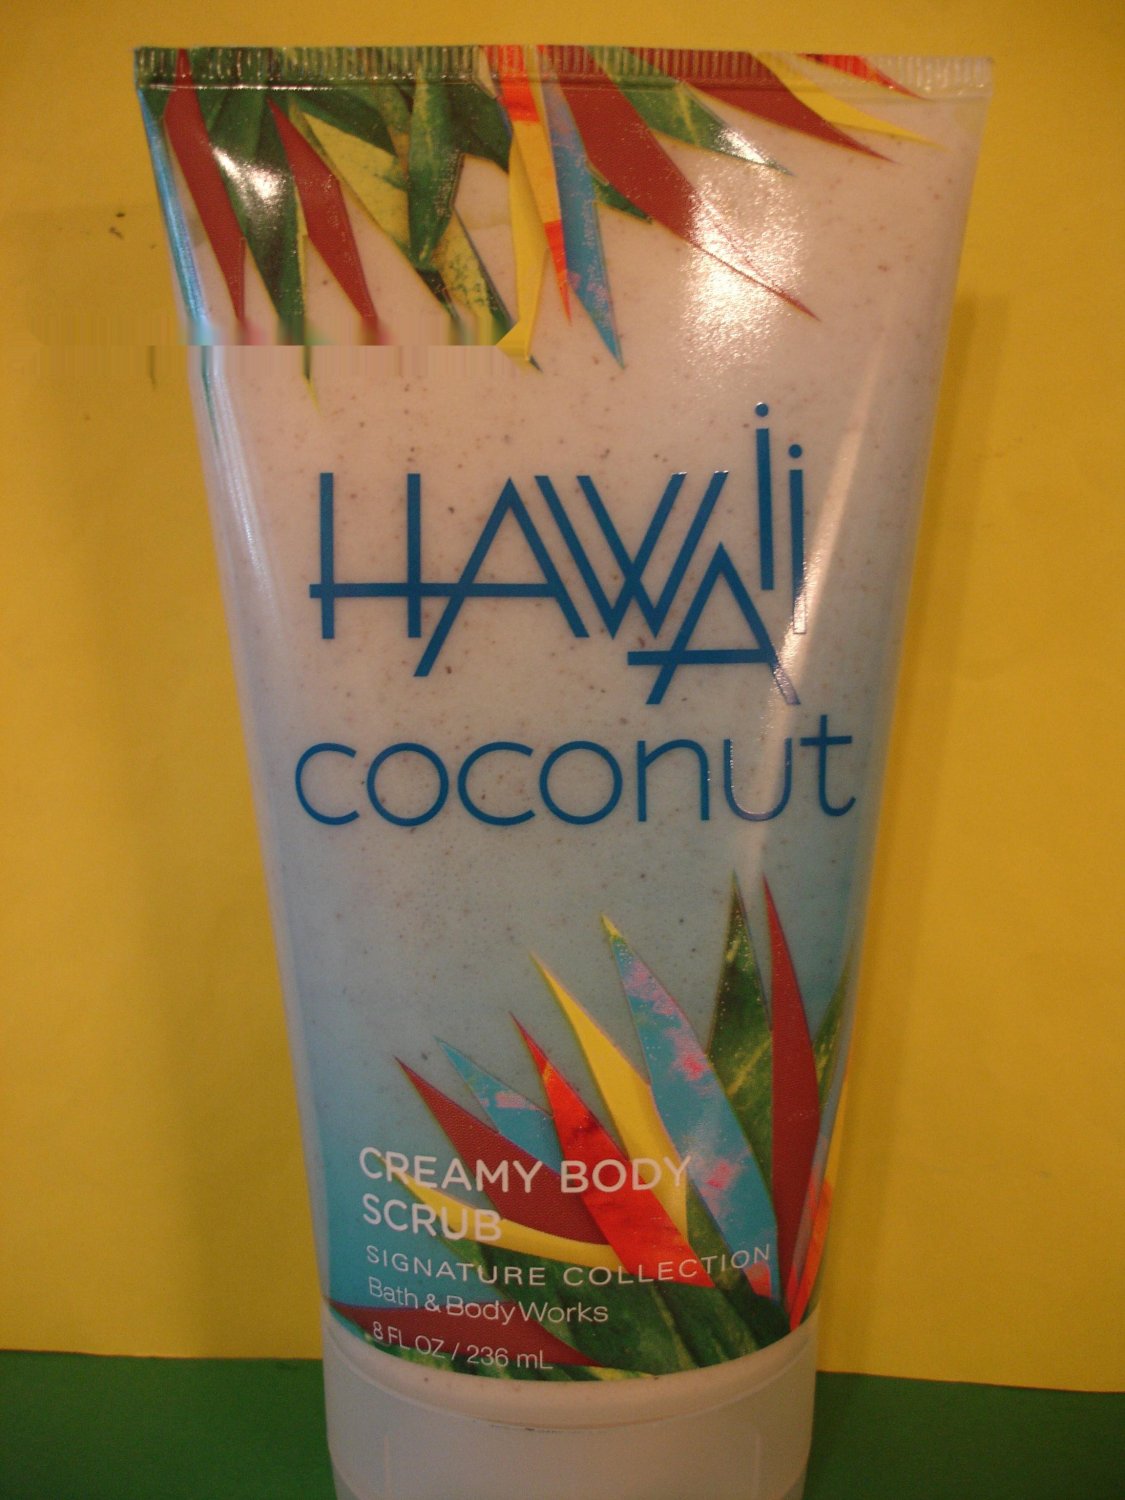 HAWAii
coconut
CREAMY BODY
SCRUB
SIGNATURE COLLECTION
Bath & Body Works
8 FL OZ / 236 mL